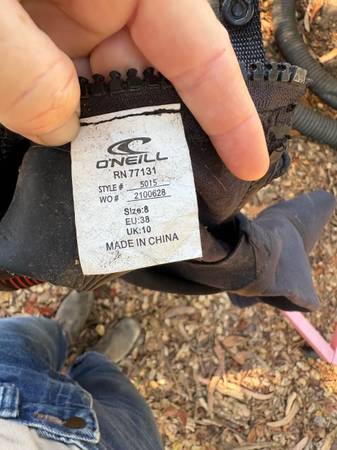 O'NEILL
RN 77131
STYLE # 5015
WO# 2100628
Size:8
EU:38
UK:10
MADE IN CHINA